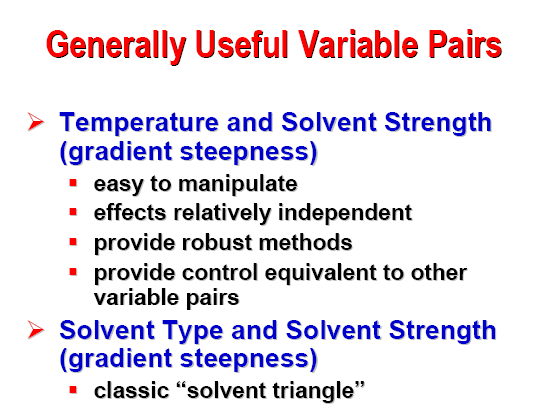 Generally Useful Variable Pairs
Temperature and Solvent Strength
(gradient steepness)
easy to manipulate
effects relatively independent
provide robust methods
provide control equivalent to other
variable pairs
Solvent Type and Solvent Strength
(gradient steepness)
classic “solvent triangle”